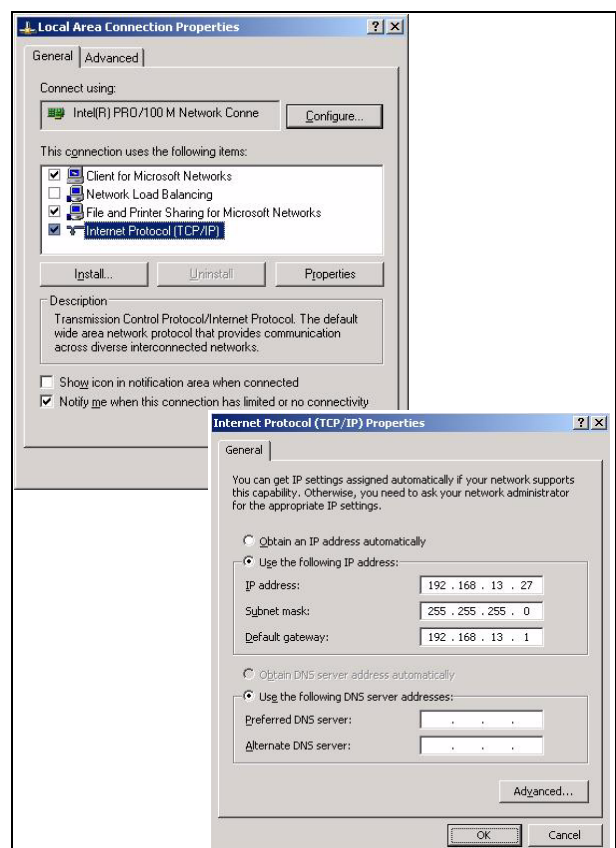 Local Area Connection Properties
General Advanced
Connect using:
Intel(R) PRO/100 M Network Conne Configure...
This connection uses the following items:
Client for Microsoft Networks
Network Load Balancing
File and Printer Sharing for Microsoft Networks
Internet Protocol (TCP/IP)
Install... Uninstall Properties
Description
Transmission Control Protocol/Internet Protocol. The default
wide area network protocol that provides communication
across diverse interconnected networks.
Show icon in notification area when connected
Notify me when this connection has limited or no connectivity
Internet Protocol (TCP/IP) Properties
General
You can get IP settings assigned automatically if your network supports
this capability. Otherwise, you need to ask your network administrator
for the appropriate IP settings.
Obtain an IP address automatically
Use the following IP address:
IP address: 192 . 168 . 13 . 27
Subnet mask: 255 . 255 . 255 . 0
Default gateway: 192 . 168 . 13 . 1
Obtain DNS server address automatically
Use the following DNS server addresses:
Preferred DNS server: . . .
Alternate DNS server: . . .
Advanced...
OK Cancel